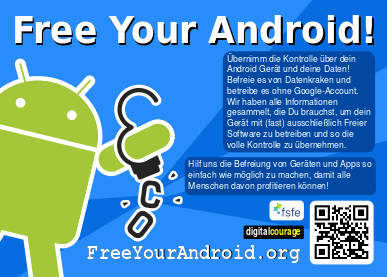 Free Your Android!
Übernimm die Kontrolle über dein
Android Gerät und deine Daten!
Befreie es von Datenkraken und
betreibe es ohne Google-Account.
Wir haben alle Informationen
gesammelt, die Du brauchst, um dein
Gerät mit (fast) ausschließlich Freier
Software zu betreiben und so die
volle Kontrolle zu übernehmen.
Hilf uns die Befreiung von Geräten und Apps so
einfach wie möglich zu machen, damit alle
Menschen davon profitieren können!
fsfe
digitalcourage
FreeYourAndroid.org